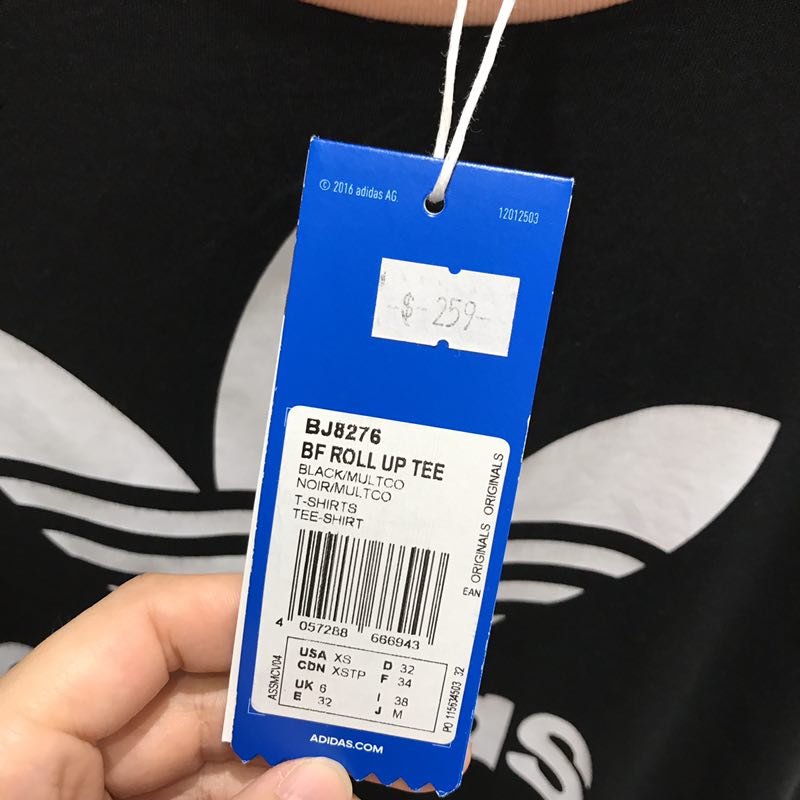 © 2016 adidas AG.
12012503
-$-259-
BJ8276
BF ROLL UP TEE
BLACK/MULTCO
NOIR/MULTCO
T-SHIRTS
TEE-SHIRT
EAN ORIGINALS ORIGINALS
4 057288 666943
ASSMCV04
USA XS D 32
CDN XSTP F 34
UK 6 I 38
E 32 J M
PO 115634503 32
ADIDAS.COM